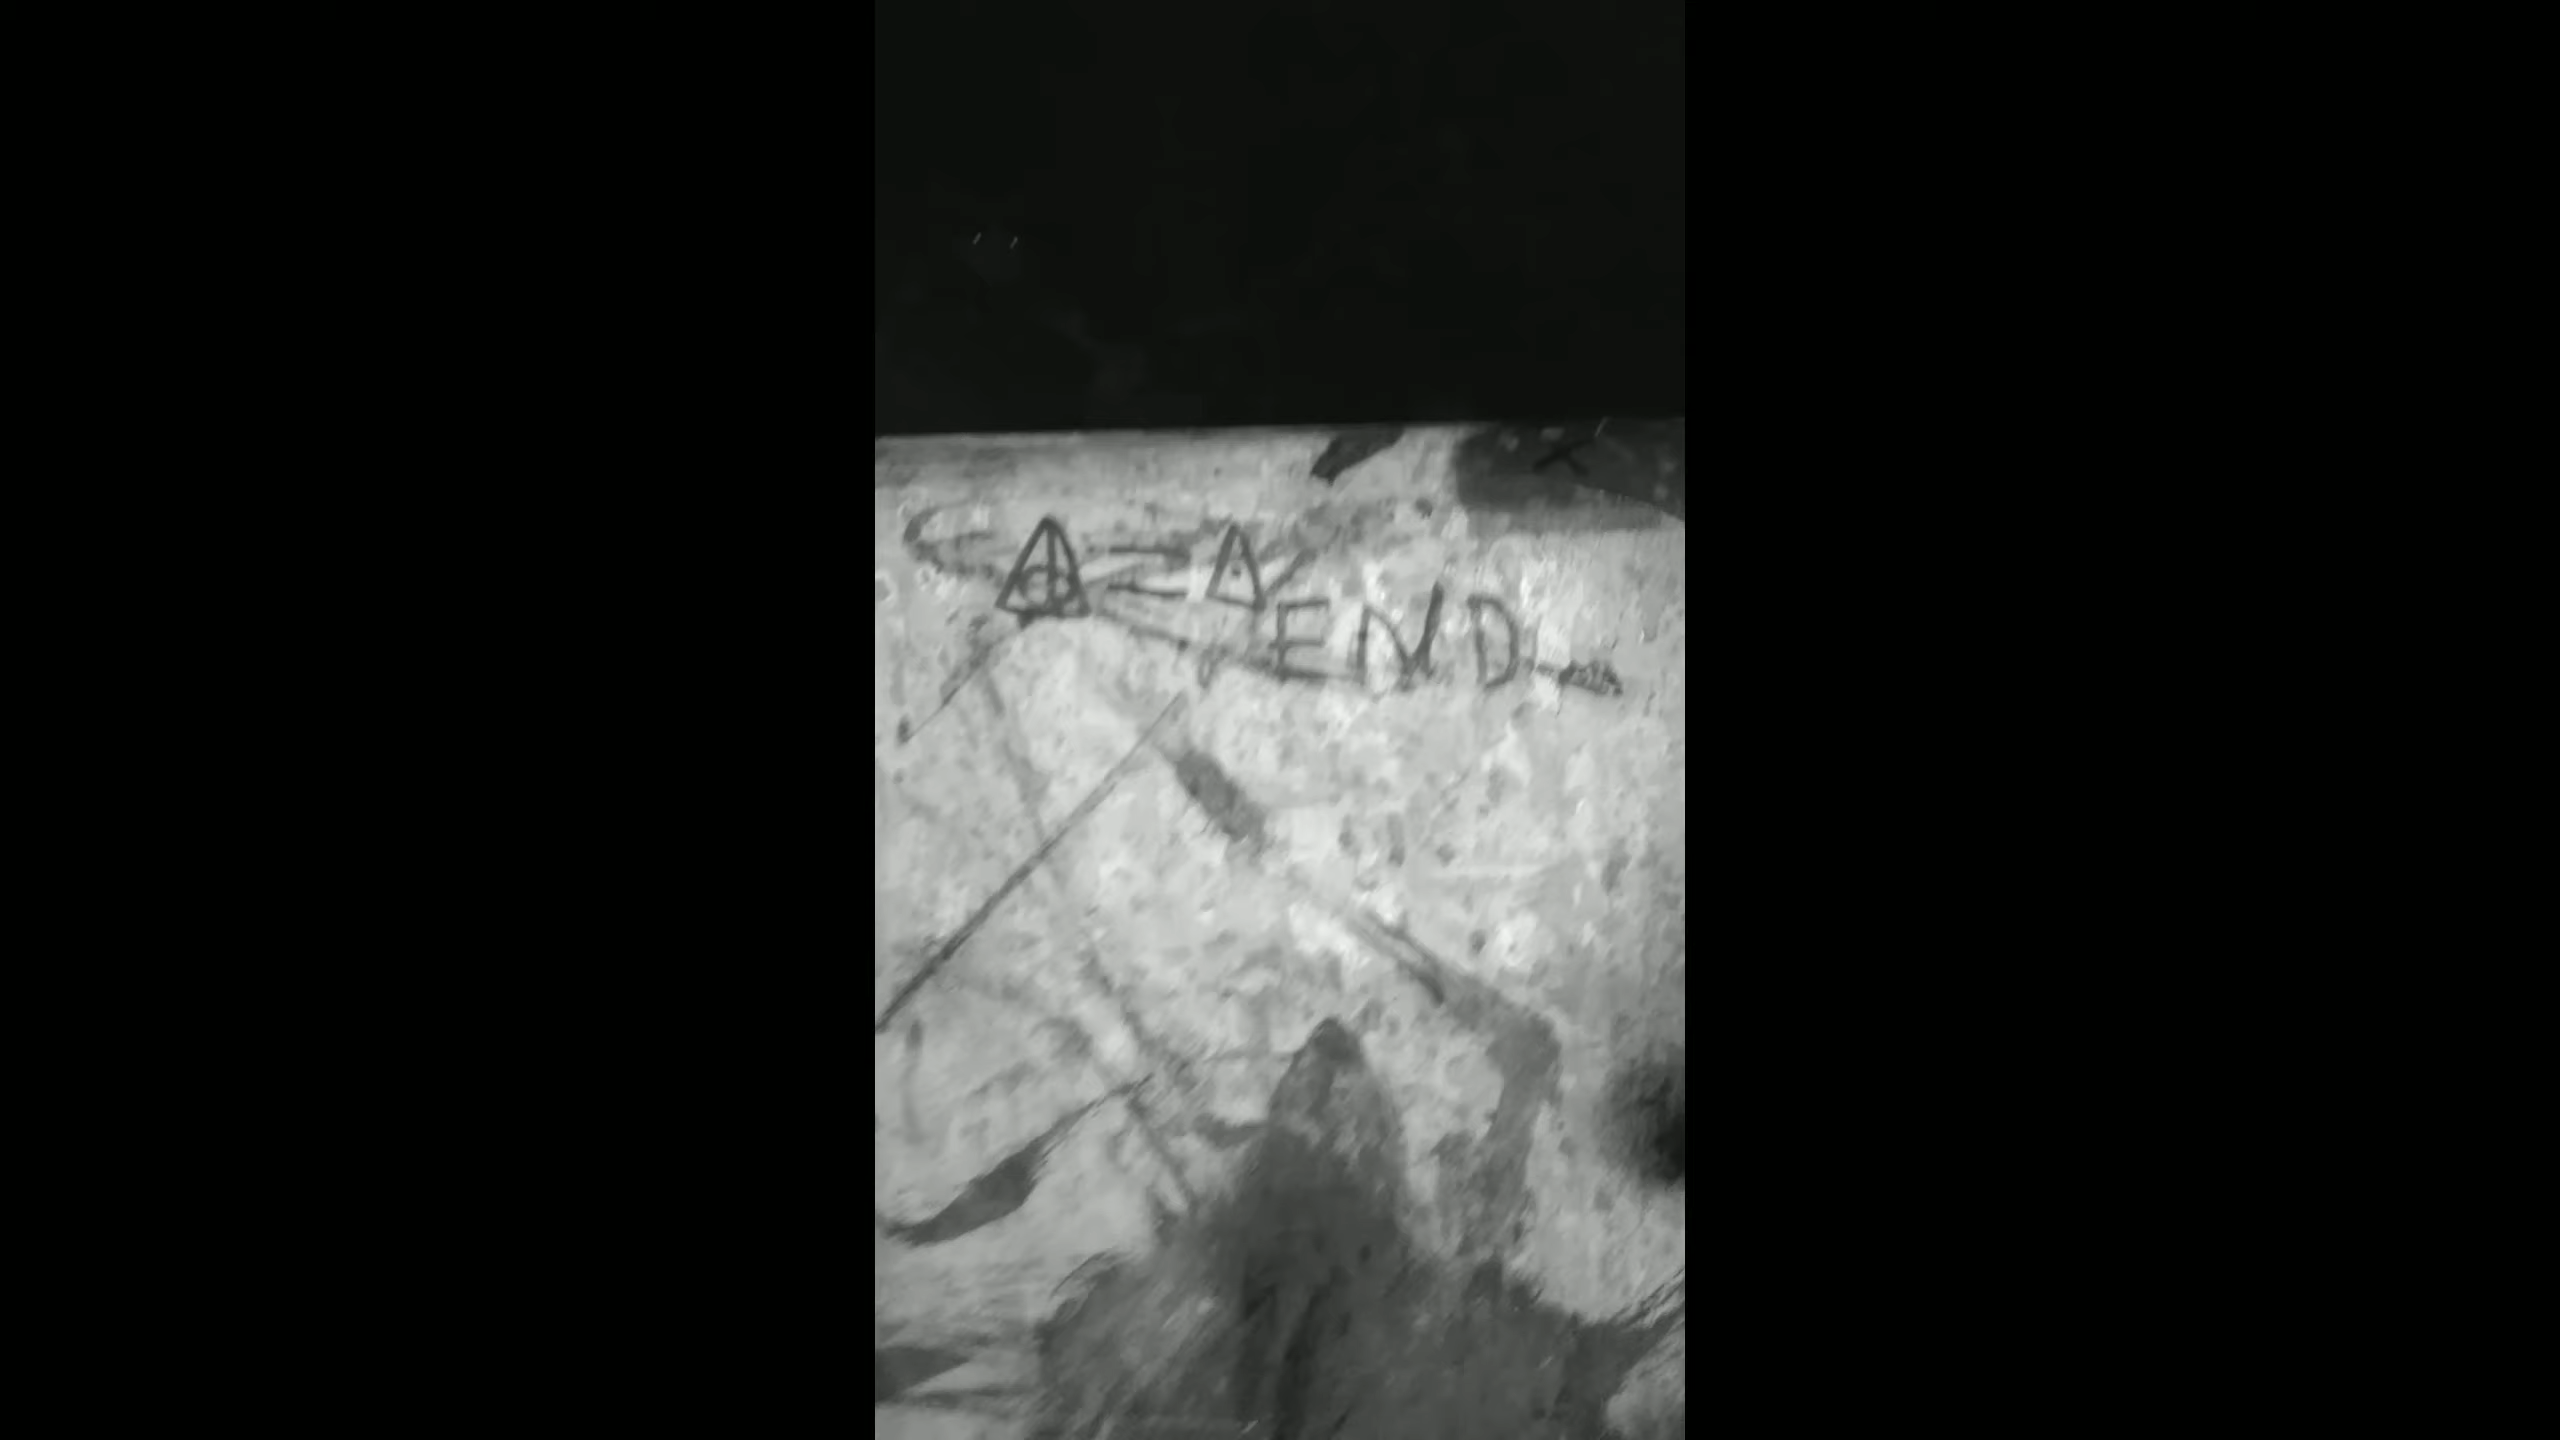 =
END